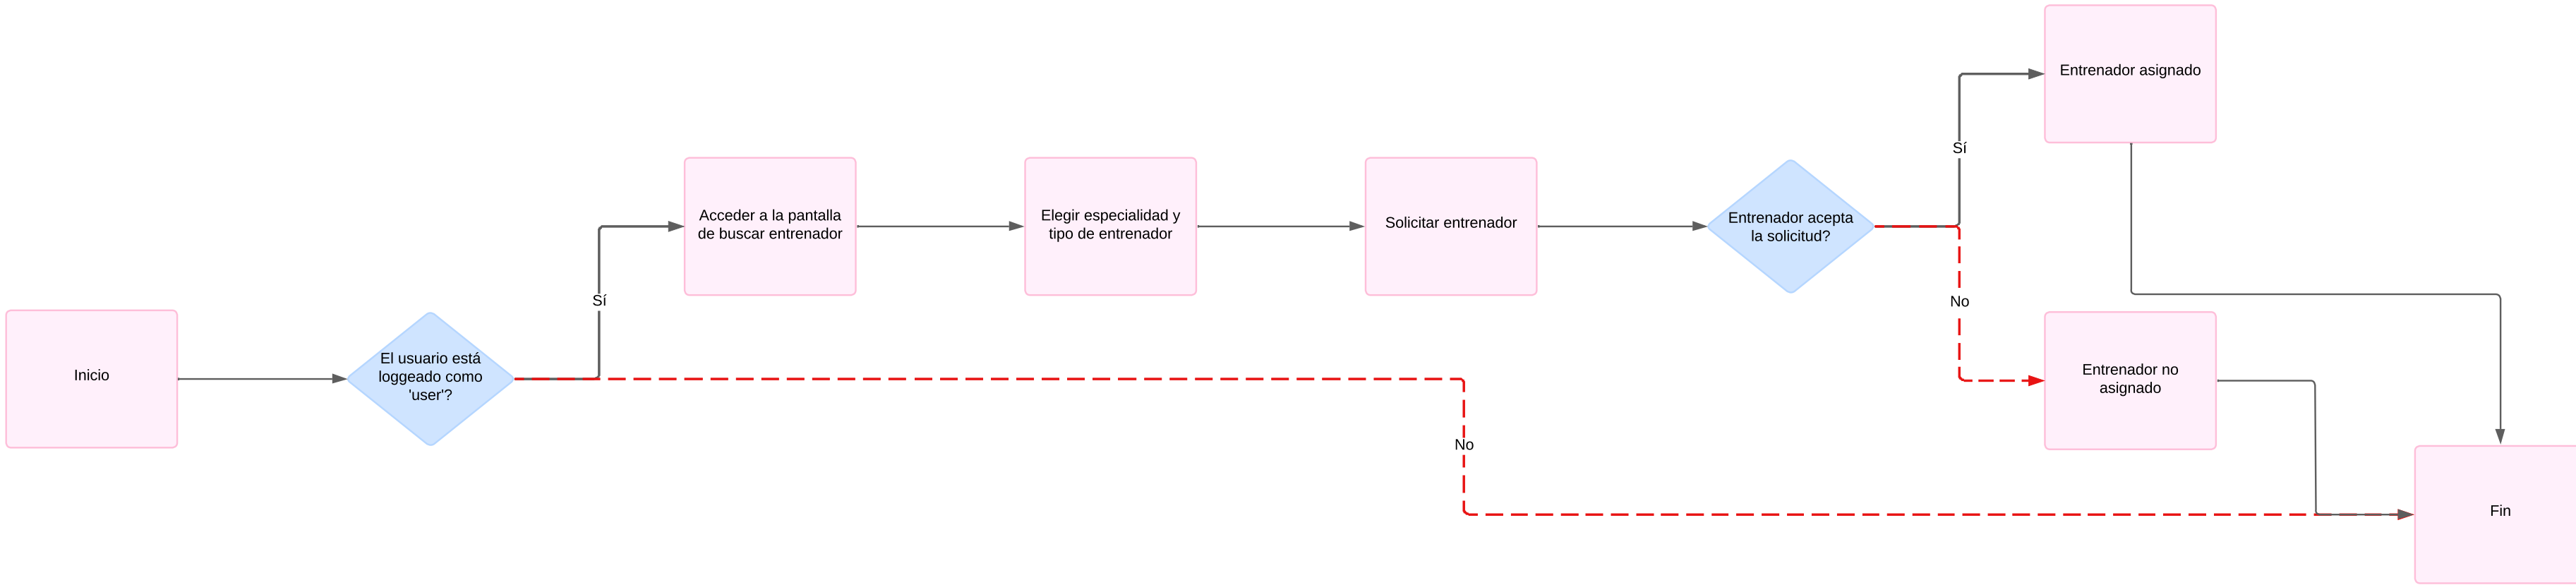 Inicio
El usuario está
loggeado como
'user'?
Sí
No
Acceder a la pantalla
de buscar entrenador
Elegir especialidad y
tipo de entrenador
Solicitar entrenador
Entrenador acepta
la solicitud?
Sí
No
Entrenador asignado
Entrenador no
asignado
Fin